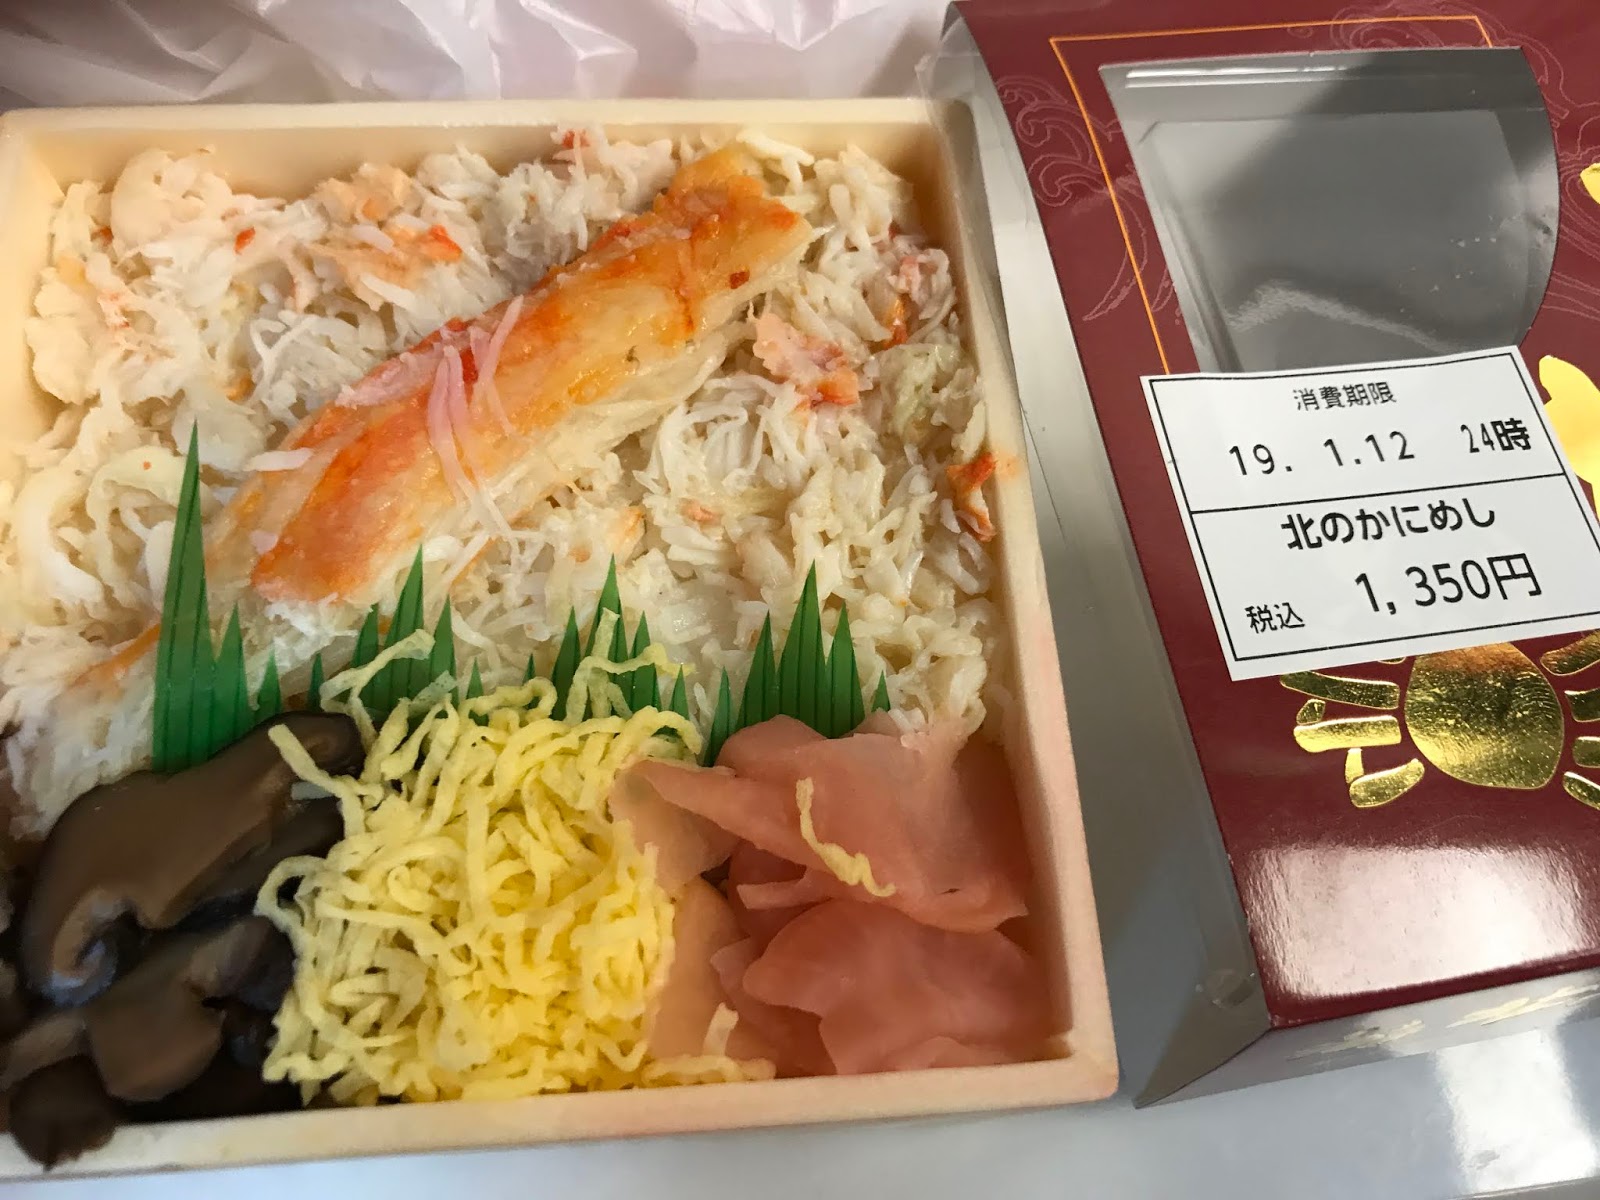 消費期限
19. 1.12 24時
北のかにめし
税込 1,350円